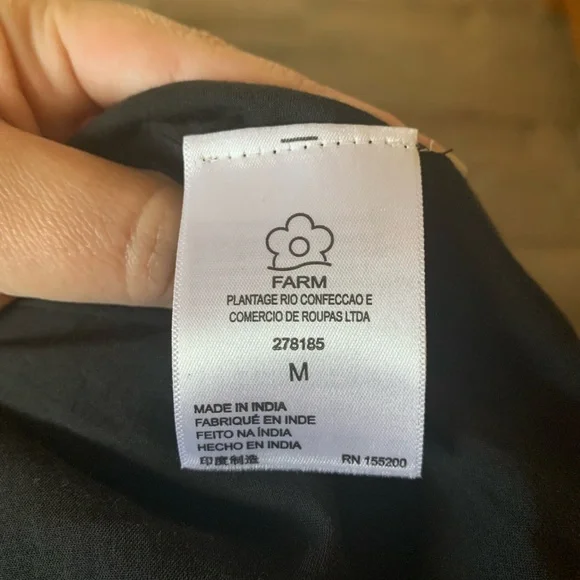 FARM
PLANTAGE RIO CONFECCAO E
COMERCIO DE ROUPAS LTDA
278185
M
MADE IN INDIA
FABRIQUÉ EN INDE
FEITO NA ÍNDIA
HECHO EN INDIA
印度制造 RN 155200